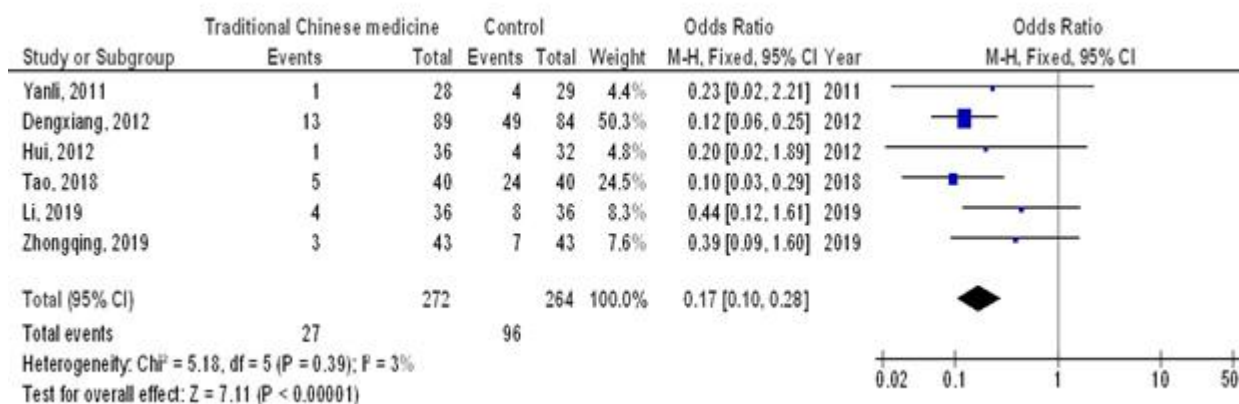 Traditional Chinese medicine Control Odds Ratio Odds Ratio
Study or Subgroup Events Total Events Total Weight M-H, Fixed, 95% CI Year M-H, Fixed, 95% CI
Yanli, 2011 1 28 4 29 4.4% 0.23 [0.02, 2.21] 2011
Dengxiang, 2012 13 89 49 84 50.3% 0.12 [0.06, 0.25] 2012
Hui, 2012 1 36 4 32 4.8% 0.20 [0.02, 1.89] 2012
Tao, 2018 5 40 24 40 24.5% 0.10 [0.03, 0.29] 2018
Li, 2019 4 36 8 36 8.3% 0.44 [0.12, 1.61] 2019
Zhongqing, 2019 3 43 7 43 7.6% 0.39 [0.09, 1.60] 2019
Total (95% CI) 272 264 100.0% 0.17 [0.10, 0.28]
Total events 27 96
Heterogeneity: Chi² = 5.18, df = 5 (P = 0.39); I² = 3%
Test for overall effect: Z = 7.11 (P < 0.00001)
0.02 0.1 1 10 50